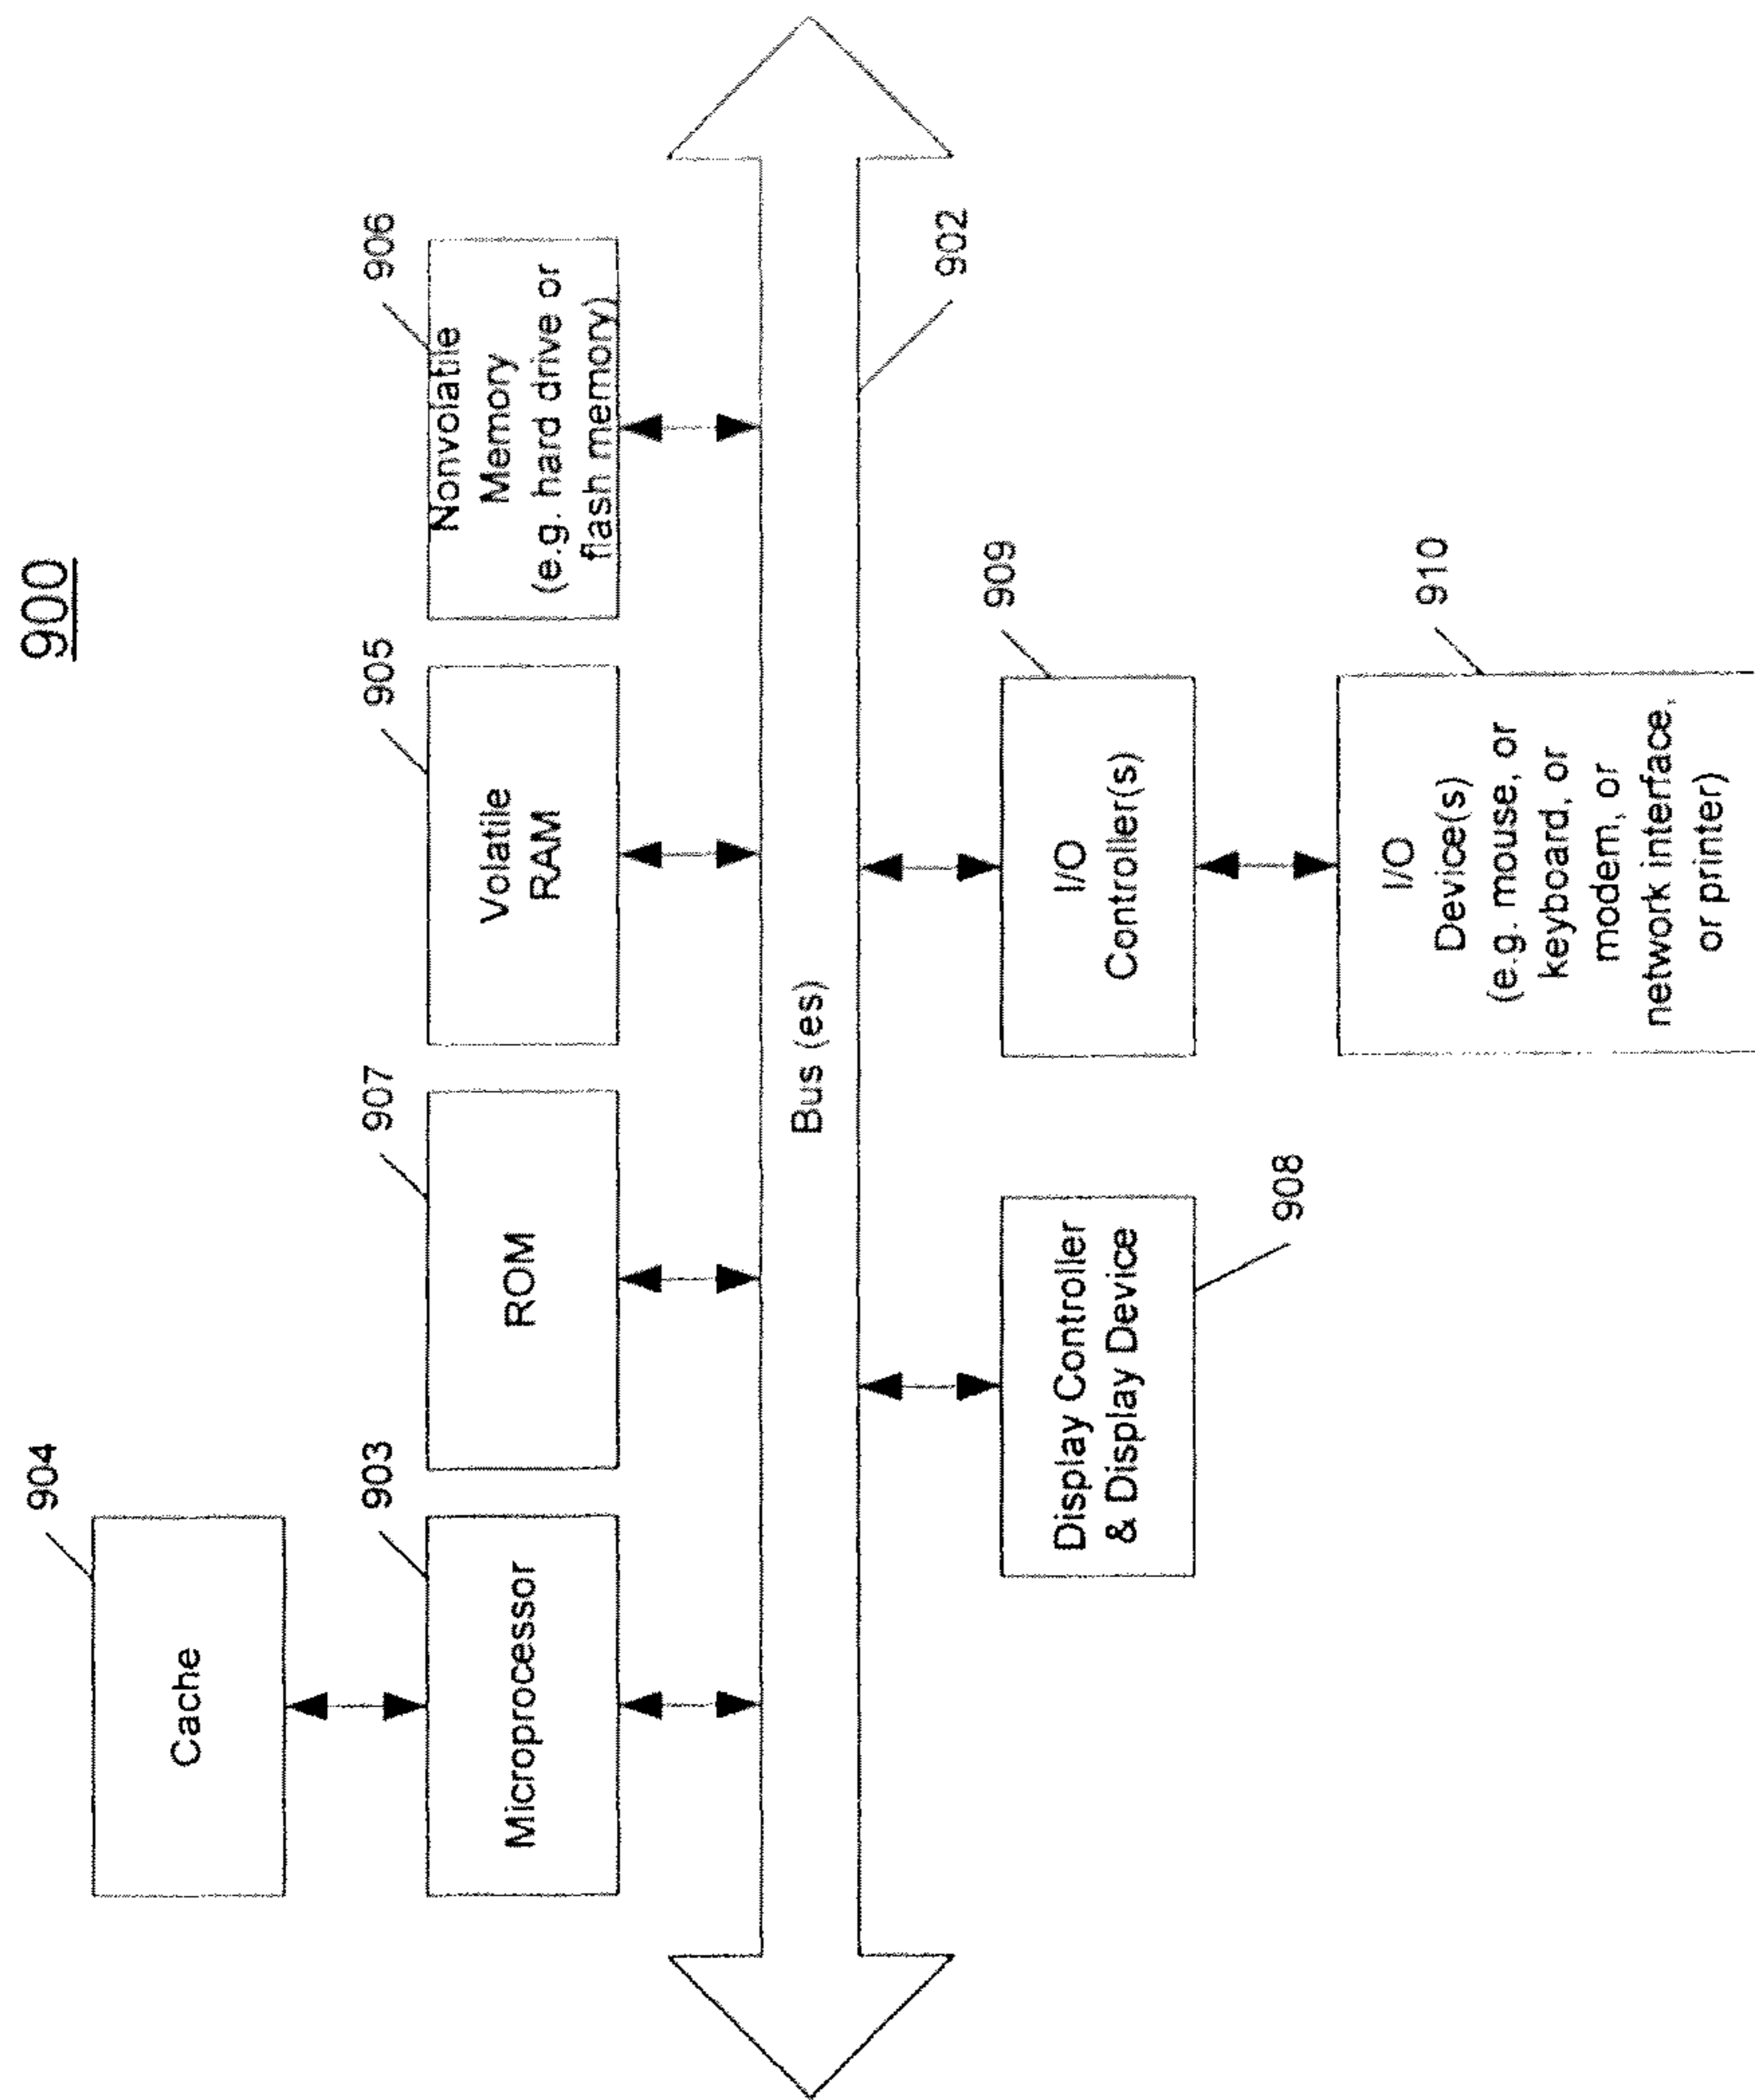 900
904
Cache
903
Microprocessor
907
ROM
905
Volatile
RAM
906
Nonvolatile
Memory
(e.g. hard drive or
flash memory)
Bus (es)
902
Display Controller
& Display Device
908
I/O
Controller(s)
909
I/O
Device(s)
(e.g. mouse, or
keyboard, or
modem, or
network interface,
or printer)
910